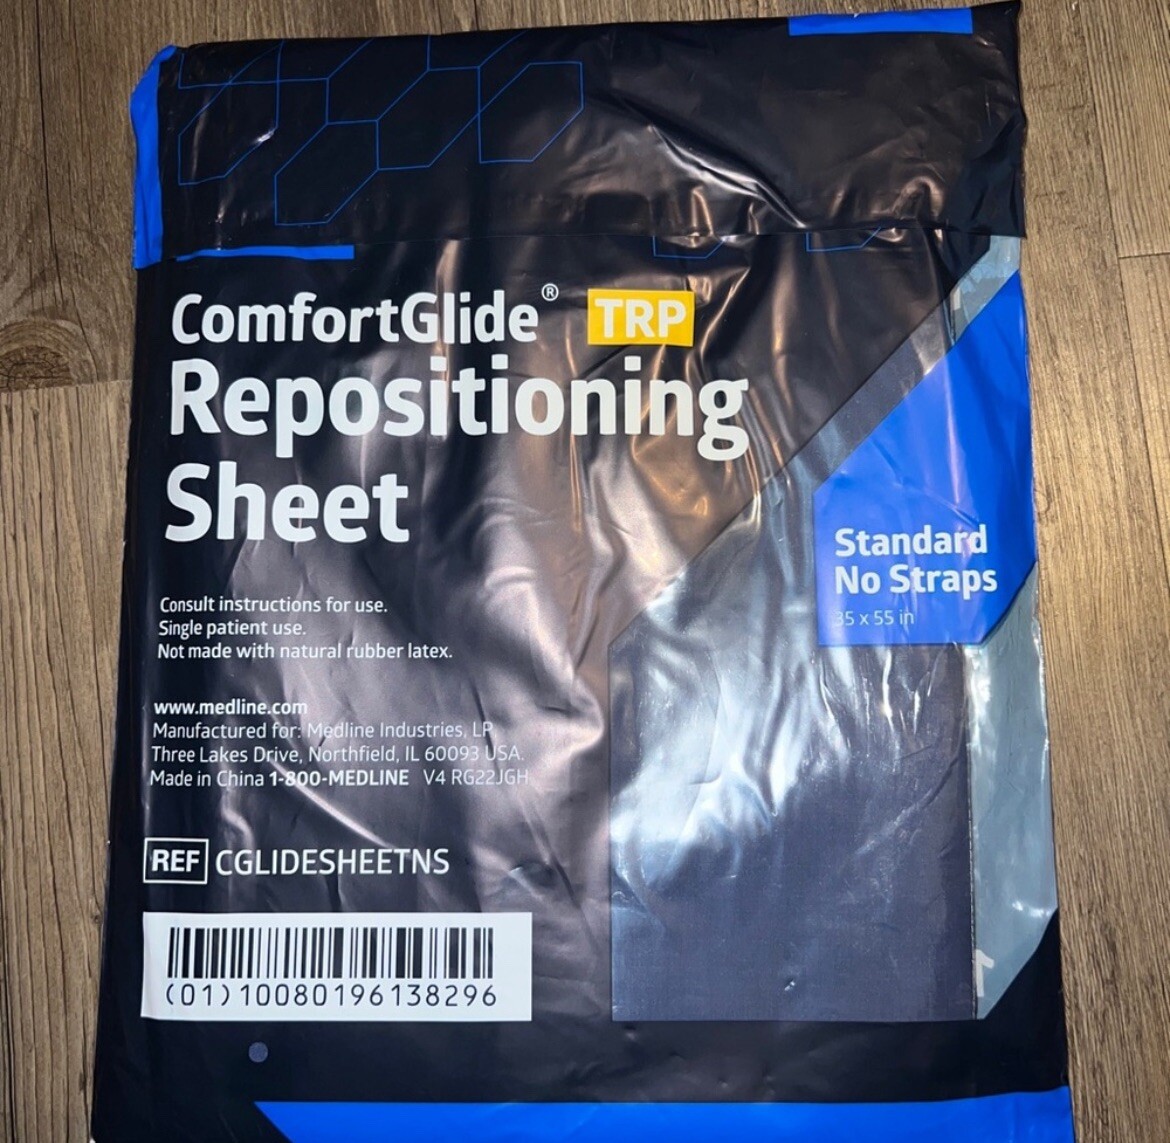 ComfortGlide® TRP
Repositioning
Sheet
Standard
No Straps
35 x 55 in
Consult instructions for use.
Single patient use.
Not made with natural rubber latex.
www.medline.com
Manufactured for: Medline Industries, LP,
Three Lakes Drive, Northfield, IL 60093 USA.
Made in China 1-800-MEDLINE V4 RG22JGH
REF CGLIDESHEETNS
(01)10080196138296